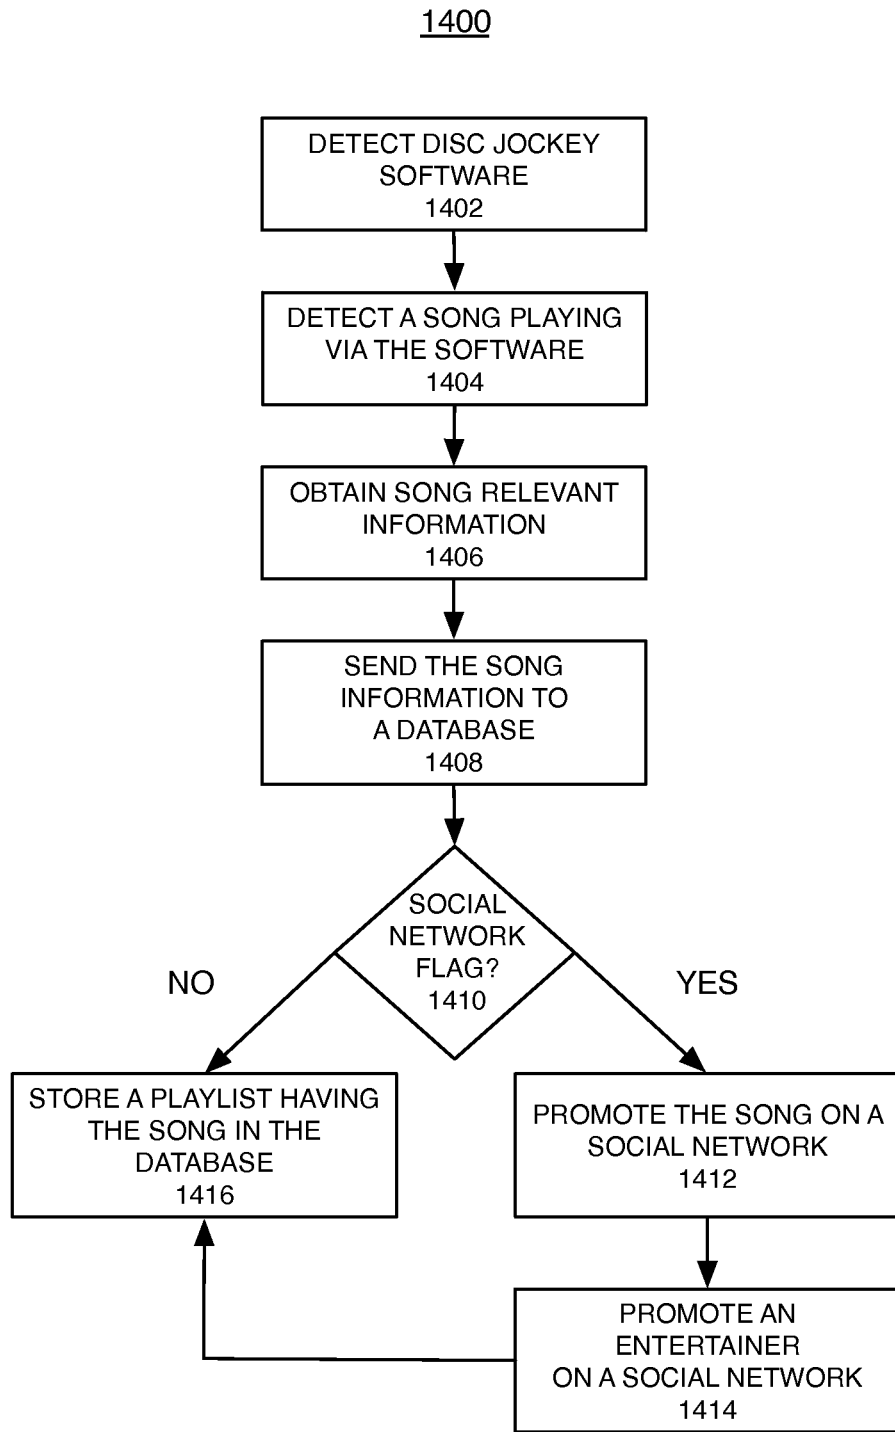 1400
DETECT DISC JOCKEY
SOFTWARE
1402
DETECT A SONG PLAYING
VIA THE SOFTWARE
1404
OBTAIN SONG RELEVANT
INFORMATION
1406
SEND THE SONG
INFORMATION TO
A DATABASE
1408
SOCIAL
NETWORK
FLAG?
1410
NO
YES
STORE A PLAYLIST HAVING
THE SONG IN THE
DATABASE
1416
PROMOTE THE SONG ON A
SOCIAL NETWORK
1412
PROMOTE AN
ENTERTAINER
ON A SOCIAL NETWORK
1414